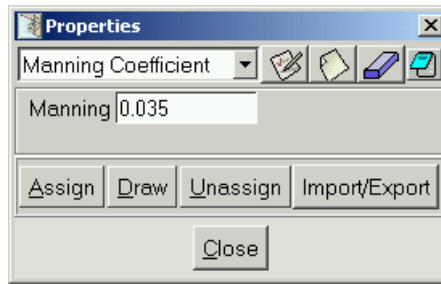 Properties
Manning Coefficient
Manning 0.035
Assign Draw Unassign Import/Export
Close